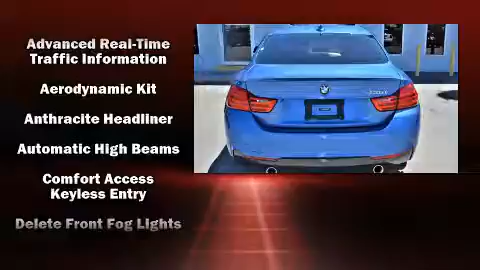 Advanced Real-Time
Traffic Information
Aerodynamic Kit
Anthracite Headliner
Automatic High Beams
Comfort Access
Keyless Entry
Delete Front Fog Lights